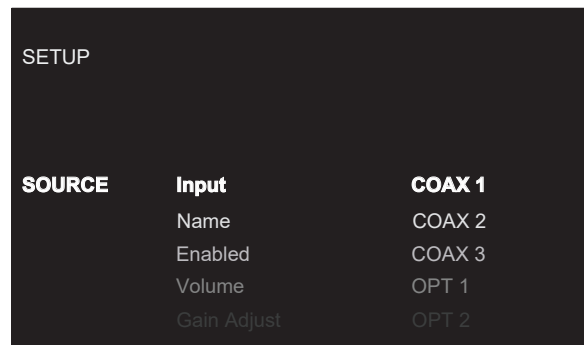 SETUP
SOURCE Input COAX 1
Name COAX 2
Enabled COAX 3
Volume OPT 1
Gain Adjust OPT 2